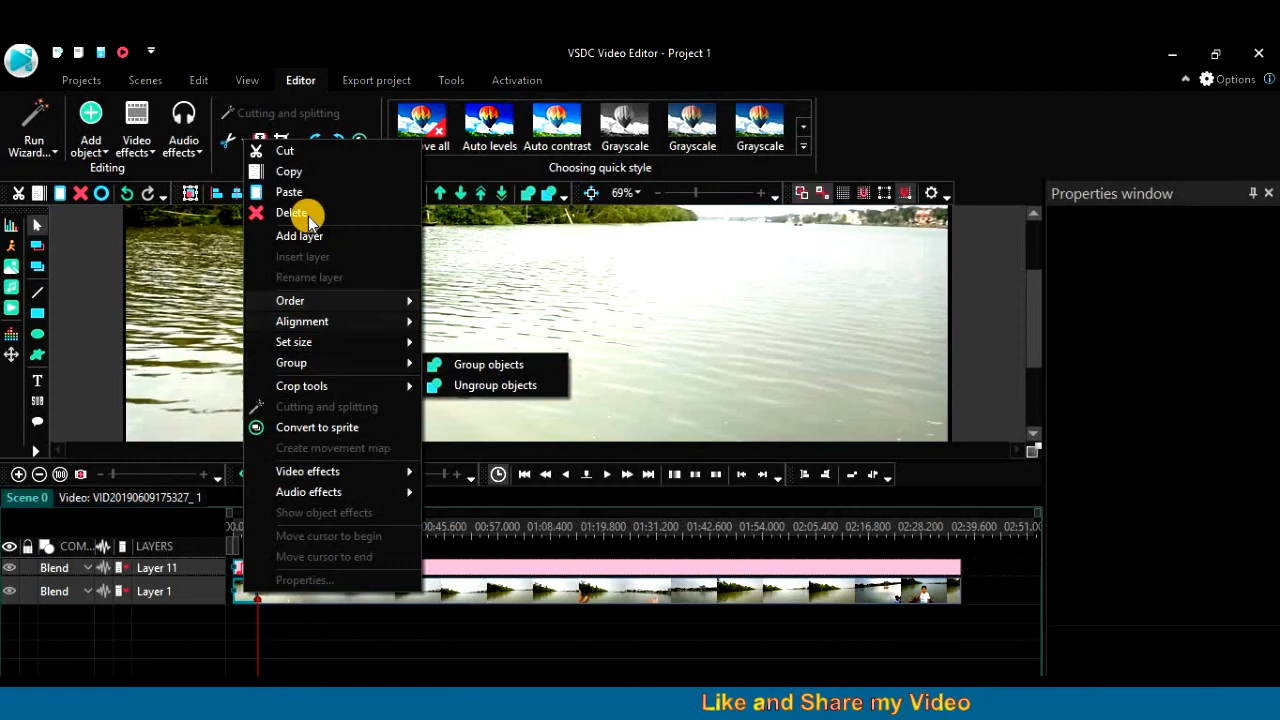 VSDC Video Editor - Project 1
Projects Scenes Edit View Editor Export project Tools Activation Options
Run Wizard...
Add object
Video effects
Audio effects
Editing
Cutting and splitting
Auto levels
Auto contrast
Grayscale
Grayscale
Grayscale
Choosing quick style
69%
Properties window
Cut
Copy
Paste
Delete
Add layer
Insert layer
Rename layer
Order
Alignment
Set size
Group
Group objects
Ungroup objects
Crop tools
Cutting and splitting
Convert to sprite
Create movement map
Video effects
Audio effects
Show object effects
Move cursor to begin
Move cursor to end
Properties...
Scene 0 Video: VID20190609175327_ 1
00:45.600 00:57.000 01:08.400 01:19.800 01:31.200 01:42.600 01:54.000 02:05.400 02:16.800 02:28.200 02:39.600 02:51.0
COM... LAYERS
Blend Layer 11
Blend Layer 1
Like and Share my Video